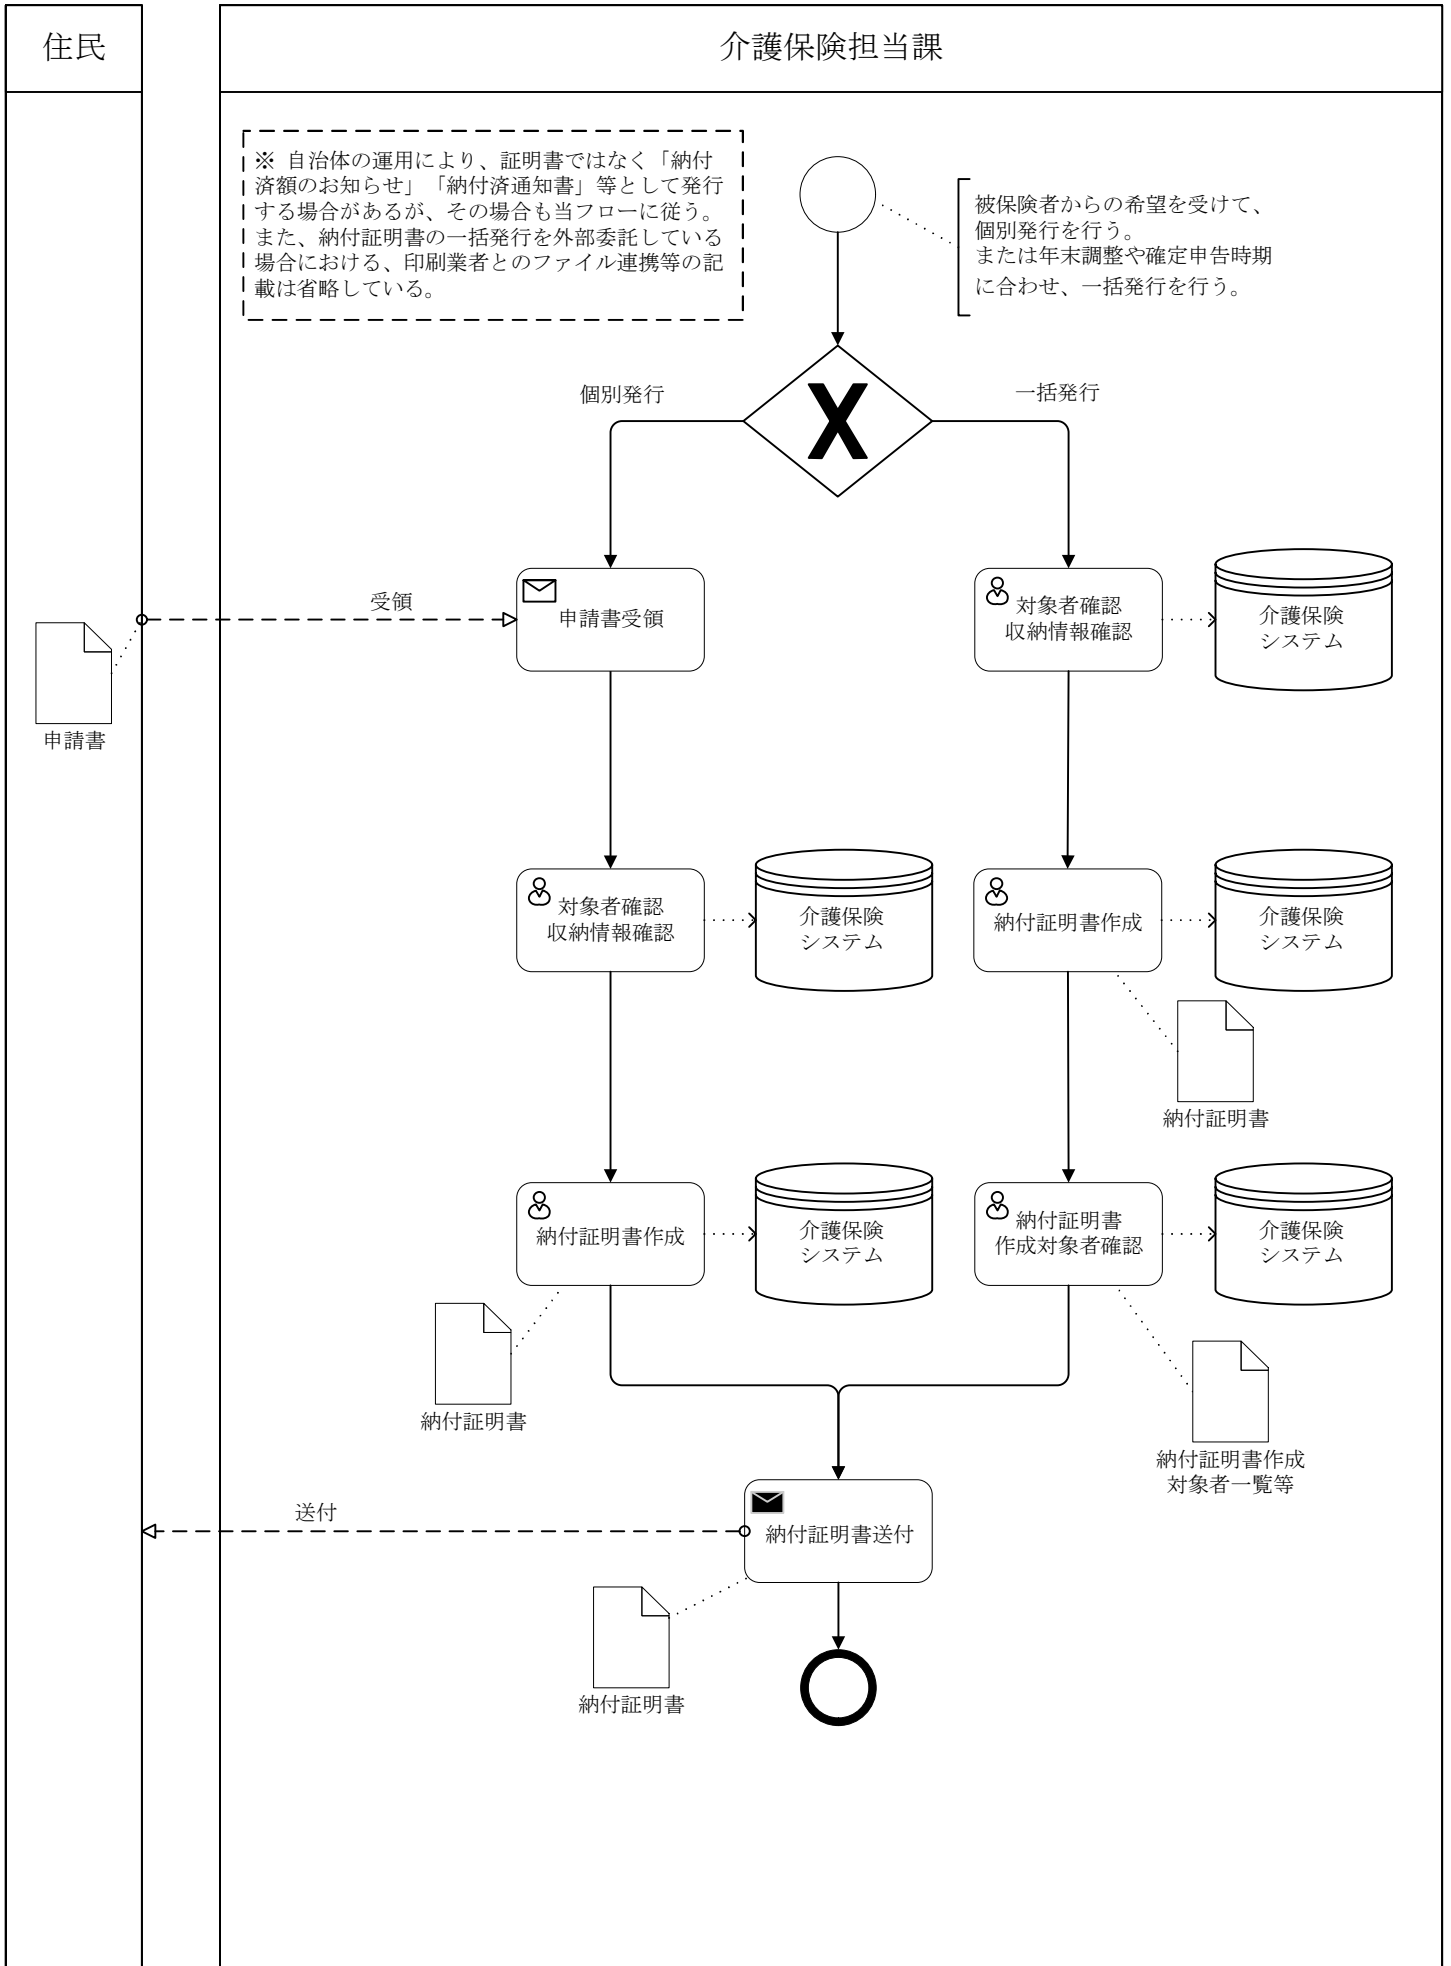 住民
介護保険担当課
※ 自治体の運用により、証明書ではなく「納付
済額のお知らせ」「納付済通知書」等として発行
する場合があるが、その場合も当フローに従う。
また、納付証明書の一括発行を外部委託している
場合における、印刷業者とのファイル連携等の記
載は省略している。
被保険者からの希望を受けて、
個別発行を行う。
または年末調整や確定申告時期
に合わせ、一括発行を行う。
個別発行
一括発行
X
受領
申請書受領
対象者確認
収納情報確認
介護保険
システム
申請書
対象者確認
収納情報確認
介護保険
システム
納付証明書作成
介護保険
システム
納付証明書
納付証明書作成
介護保険
システム
納付証明書
作成対象者確認
介護保険
システム
納付証明書
納付証明書作成
対象者一覧等
送付
納付証明書送付
納付証明書